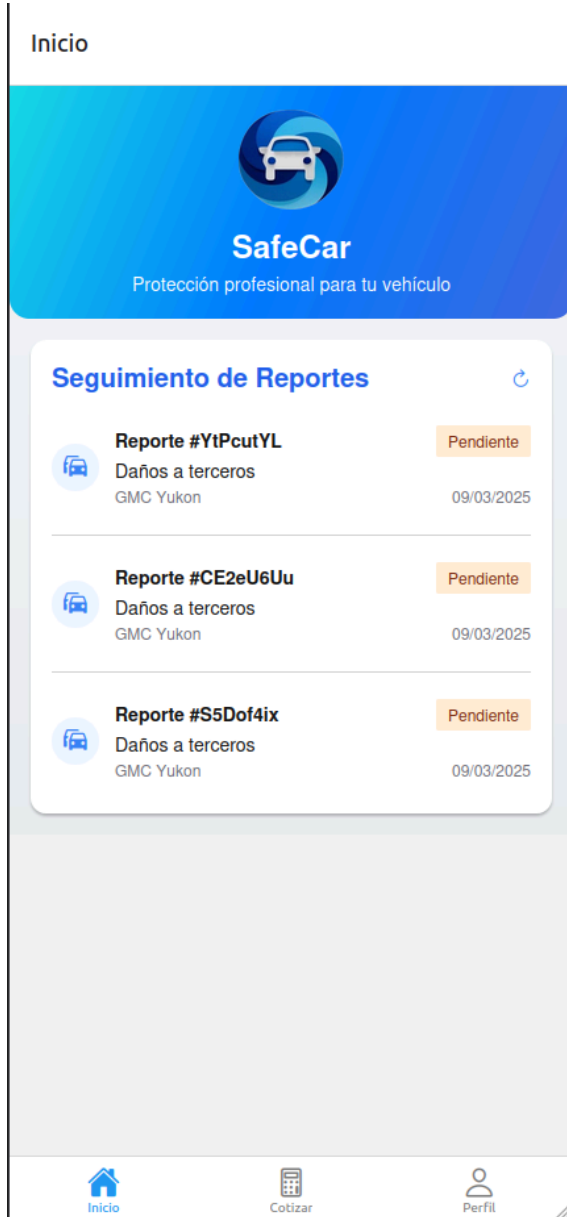 Inicio
SafeCar
Protección profesional para tu vehículo
Seguimiento de Reportes
Reporte #YtPcutYL
Pendiente
Daños a terceros
GMC Yukon
09/03/2025
Reporte #CE2eU6Uu
Pendiente
Daños a terceros
GMC Yukon
09/03/2025
Reporte #S5Dof4ix
Pendiente
Daños a terceros
GMC Yukon
09/03/2025
Inicio
Cotizar
Perfil